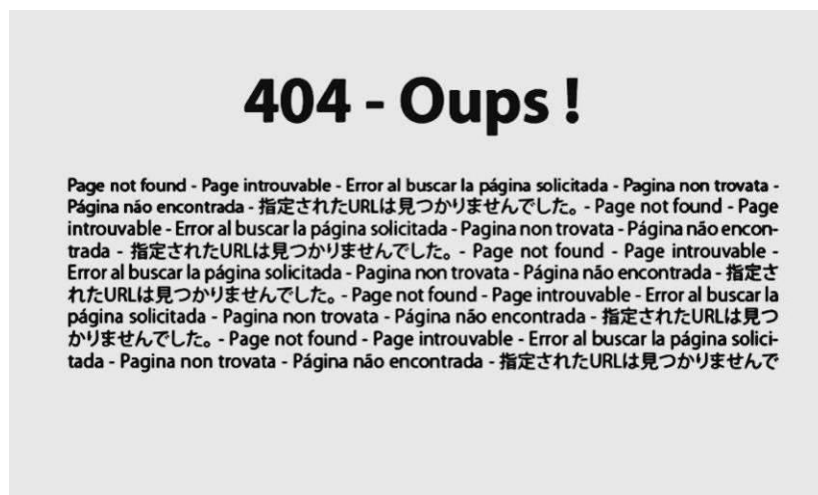 404 - Oups !
Page not found - Page introuvable - Error al buscar la página solicitada - Pagina non trovata -
Página não encontrada - 指定されたURLは見つかりませんでした。 - Page not found - Page
introuvable - Error al buscar la página solicitada - Pagina non trovata - Página não encon-
trada - 指定されたURLは見つかりませんでした。 - Page not found - Page introuvable -
Error al buscar la página solicitada - Pagina non trovata - Página não encontrada - 指定さ
れたURLは見つかりませんでした。 - Page not found - Page introuvable - Error al buscar la
página solicitada - Pagina non trovata - Página não encontrada - 指定されたURLは見つ
かりませんでした。 - Page not found - Page introuvable - Error al buscar la página solici-
tada - Pagina non trovata - Página não encontrada - 指定されたURLは見つかりませんで